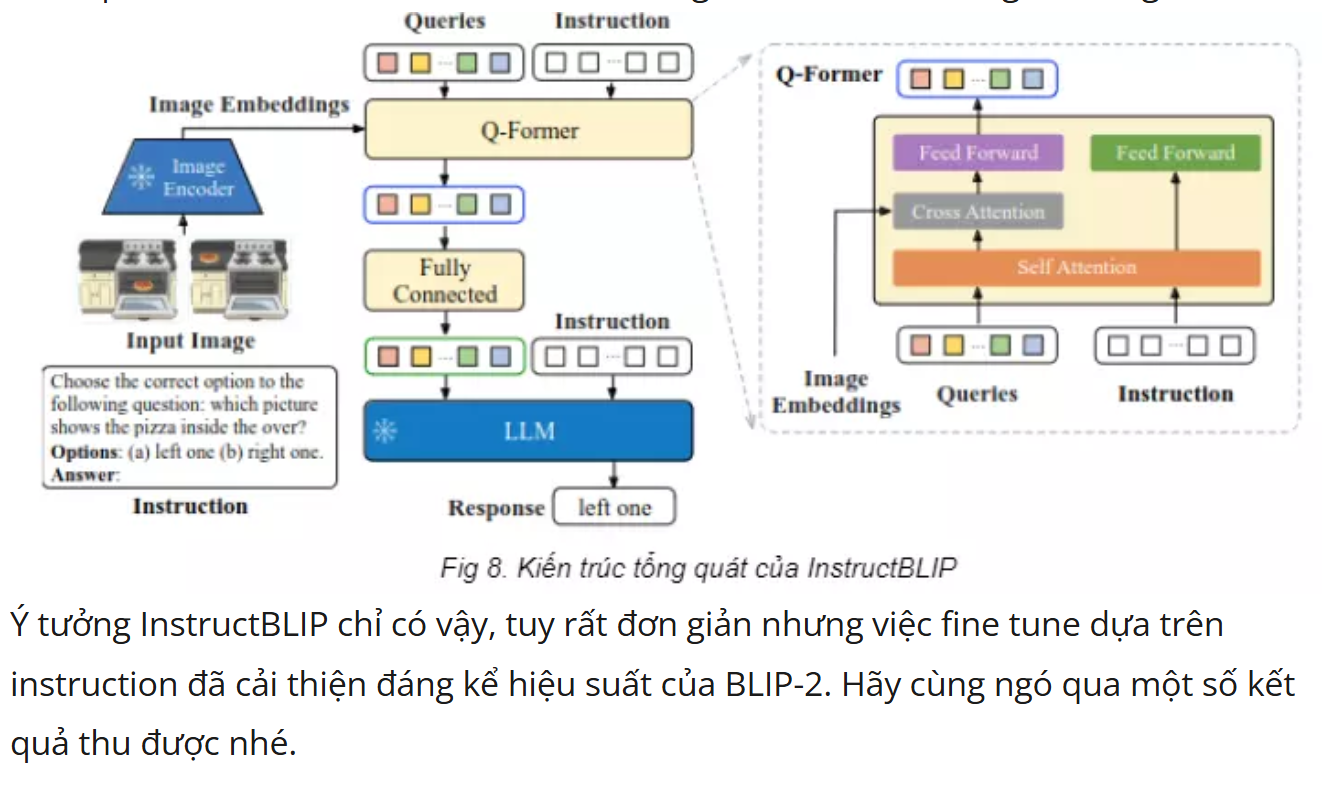 Queries
Instruction
Image Embeddings
Q-Former
Image
Encoder
Input Image
Fully
Connected
Instruction
Choose the correct option to the
following question: which picture
shows the pizza inside the over?
Options: (a) left one (b) right one.
Answer:
Instruction
LLM
Response
left one
Q-Former
Feed Forward
Feed Forward
Cross Attention
Self Attention
Image
Embeddings
Queries
Instruction
Fig 8. Kiến trúc tổng quát của InstructBLIP
Ý tưởng InstructBLIP chỉ có vậy, tuy rất đơn giản nhưng việc fine tune dựa trên
instruction đã cải thiện đáng kể hiệu suất của BLIP-2. Hãy cùng ngó qua một số kết
quả thu được nhé.